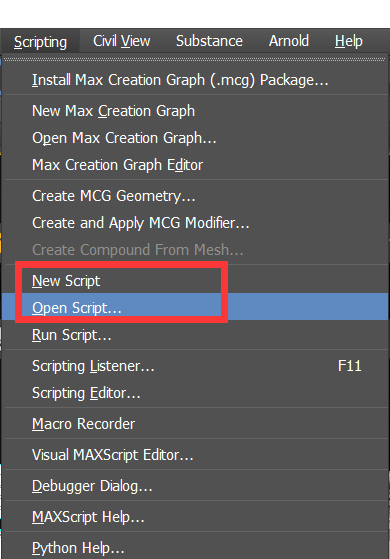 Scripting Civil View Substance Arnold Help
Install Max Creation Graph (.mcg) Package...
New Max Creation Graph
Open Max Creation Graph...
Max Creation Graph Editor
Create MCG Geometry...
Create and Apply MCG Modifier...
Create Compound From Mesh...
New Script
Open Script...
Run Script...
Scripting Listener... F11
Scripting Editor...
Macro Recorder
Visual MAXScript Editor...
Debugger Dialog...
MAXScript Help...
Python Help...